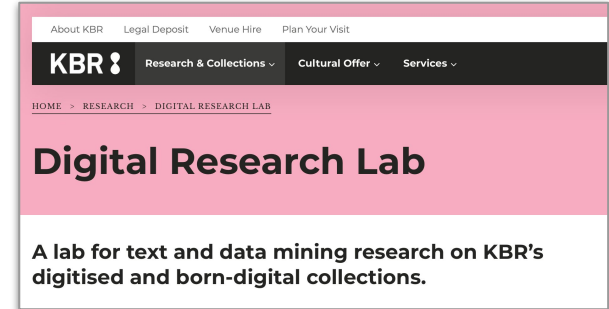 About KBR Legal Deposit Venue Hire Plan Your Visit
KBR Research & Collections Cultural Offer Services
HOME > RESEARCH > DIGITAL RESEARCH LAB
Digital Research Lab
A lab for text and data mining research on KBR's
digitised and born-digital collections.